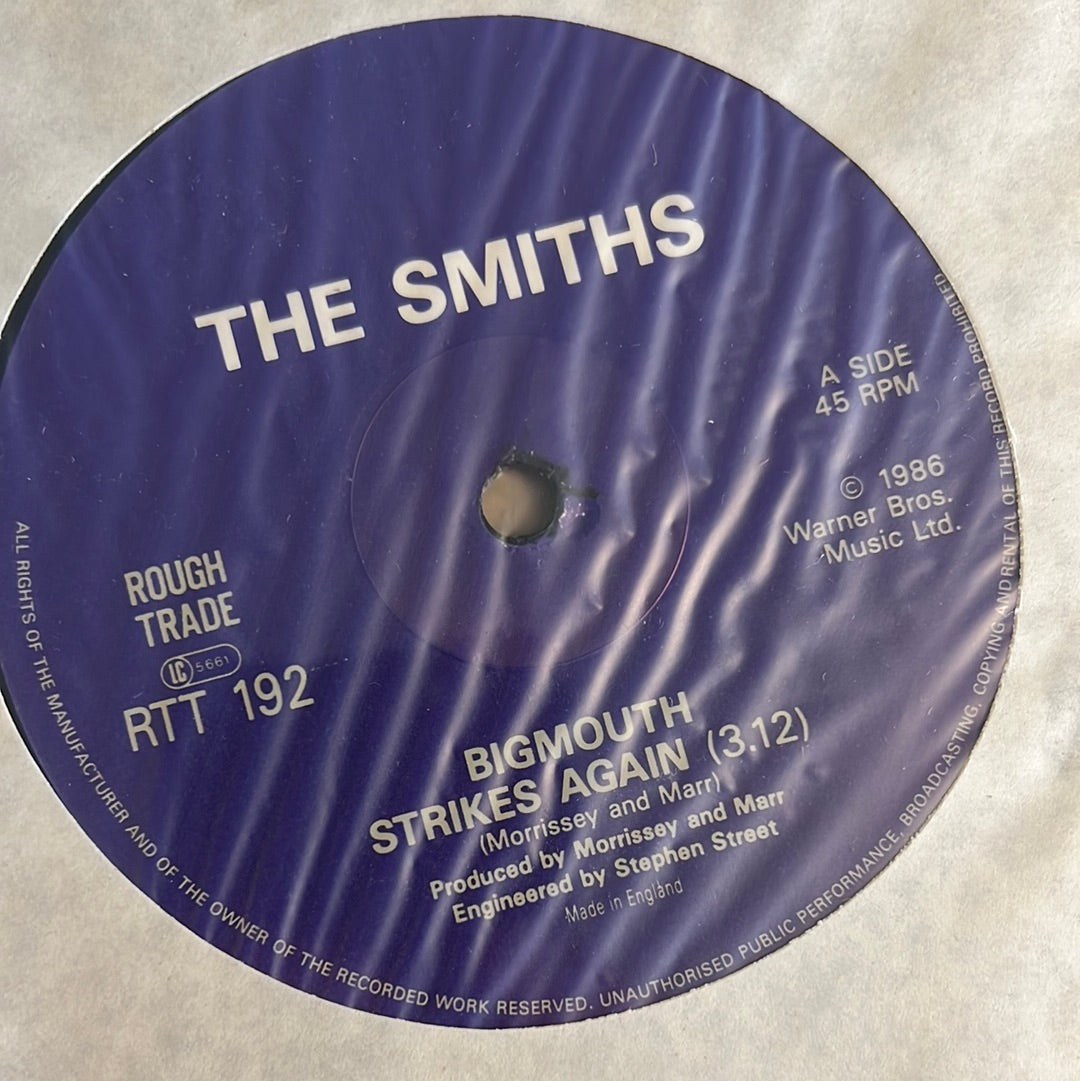 THE SMITHS
A SIDE
45 RPM
© 1986
Warner Bros.
Music Ltd.
ROUGH
TRADE
LC 5661
RTT 192
BIGMOUTH
STRIKES AGAIN (3.12)
(Morrissey and Marr)
Produced by Morrissey and Marr
Engineered by Stephen Street
Made in England
ALL RIGHTS OF THE MANUFACTURER AND OF THE OWNER OF THE RECORDED WORK RESERVED. UNAUTHORISED PUBLIC PERFORMANCE, BROADCASTING, COPYING AND RENTAL OF THIS RECORD PROHIBITED